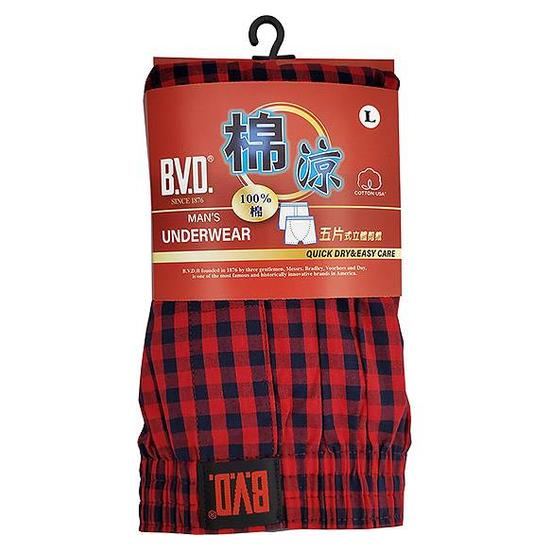 L
棉涼
B.V.D.®
SINCE 1876
100%
棉
COTTON USA®
MAN'S
UNDERWEAR
五片式立體剪裁
QUICK DRY&EASY CARE
B.V.D.® founded in 1876 by three gentlemen, Messrs. Bradley, Voorhees and Day,
is one of the most famous and historically innovative brands in America.
B.V.D.®